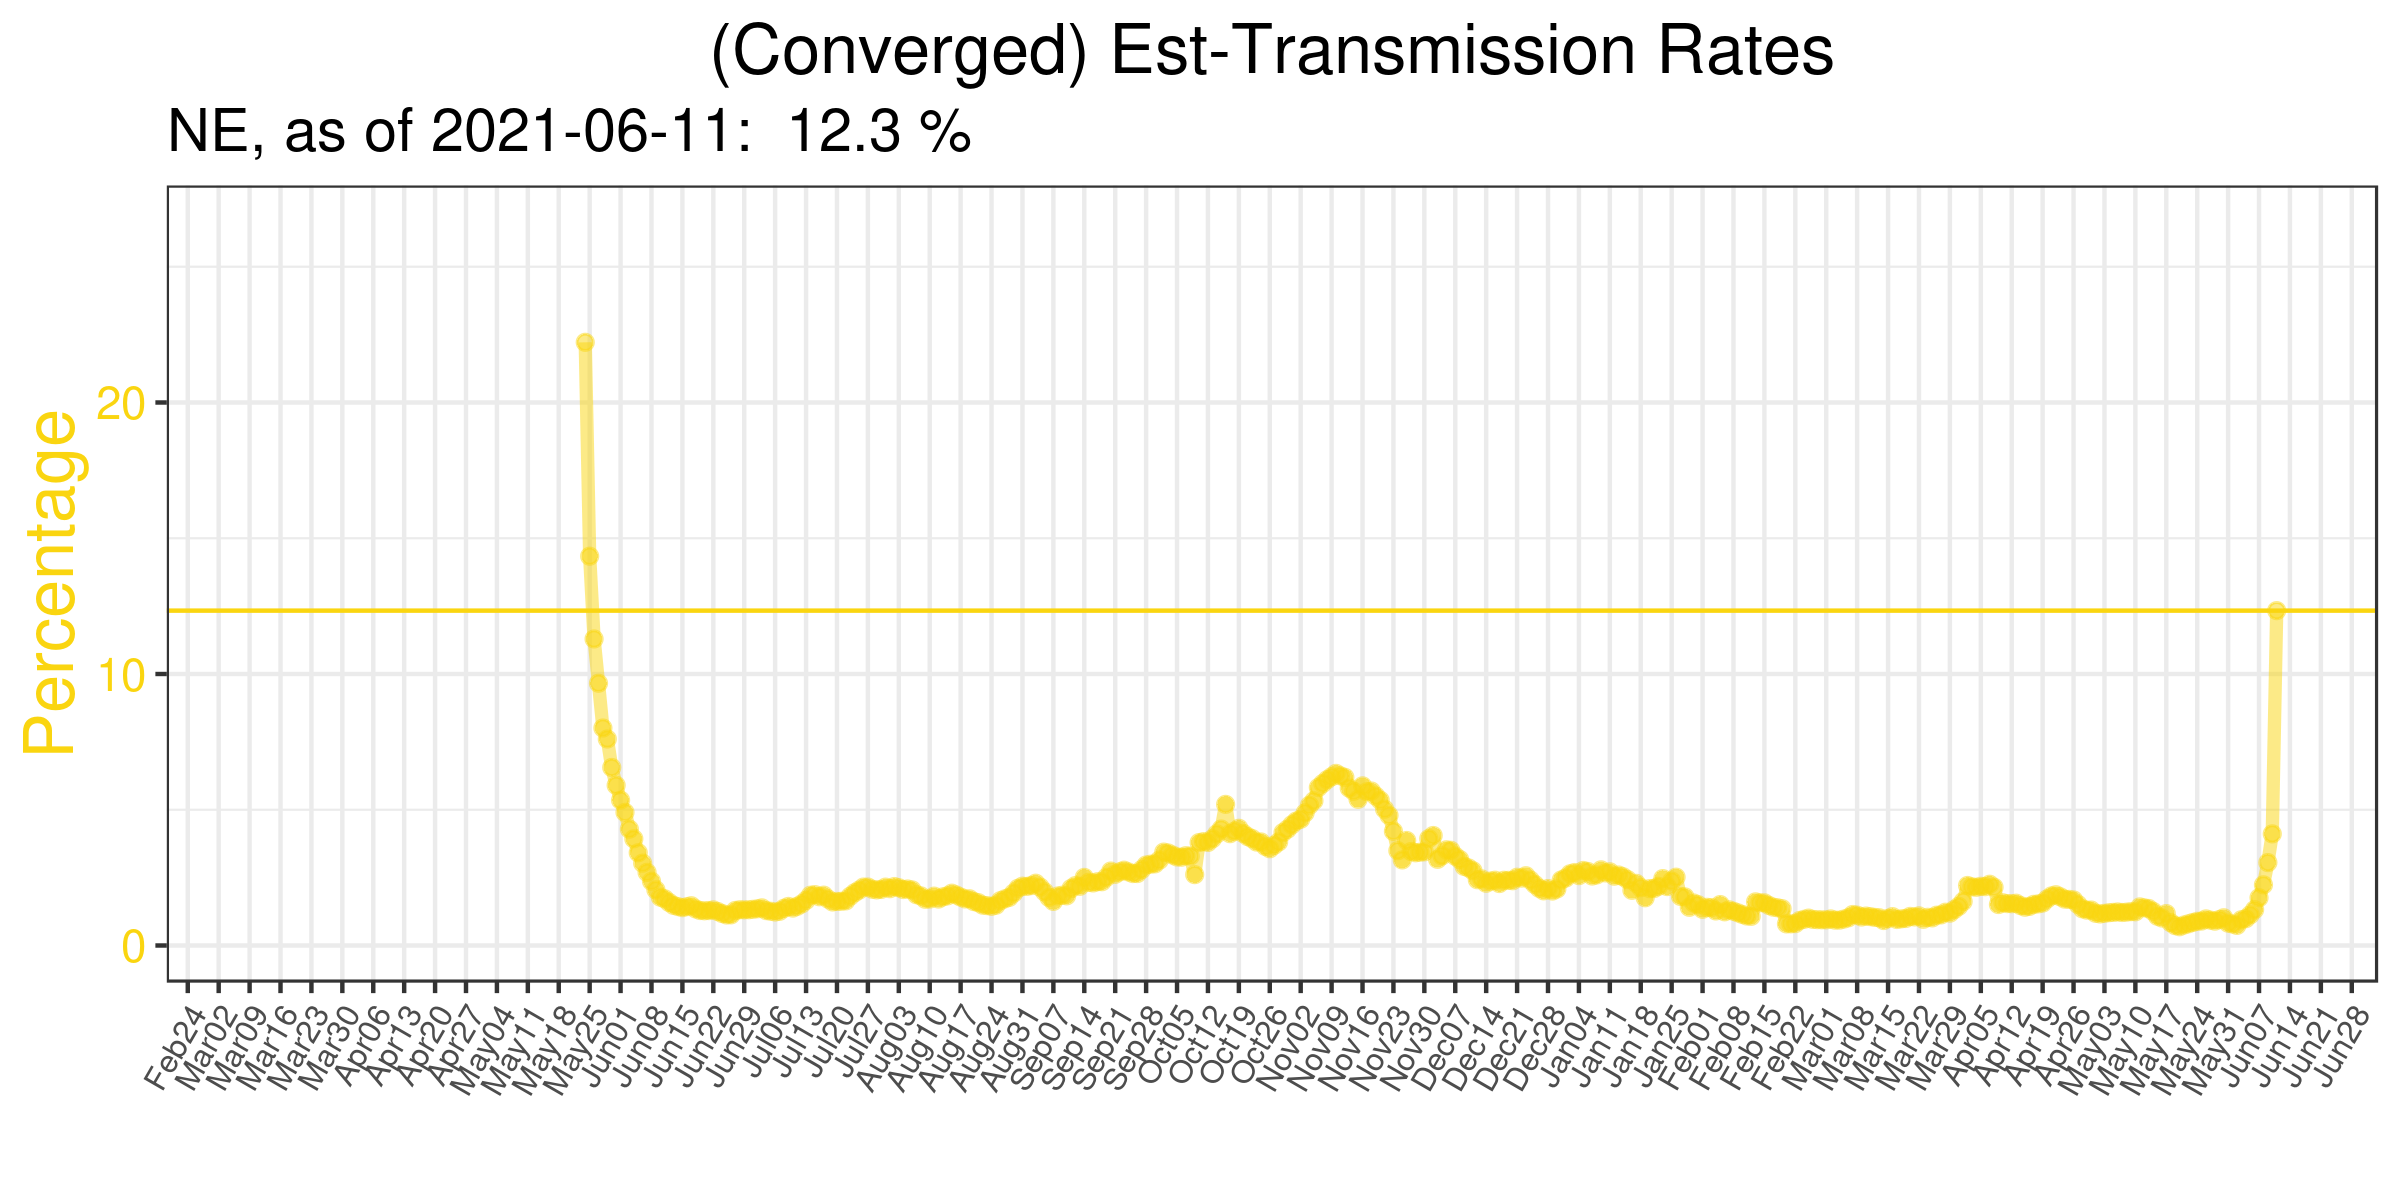 (Converged) Est-Transmission Rates
NE, as of 2021-06-11:  12.3 %
Percentage
20
10
0
Feb24
Mar02
Mar09
Mar16
Mar23
Mar30
Apr06
Apr13
Apr20
Apr27
May04
May11
May18
May25
Jun01
Jun08
Jun15
Jun22
Jun29
Jul06
Jul13
Jul20
Jul27
Aug03
Aug10
Aug17
Aug24
Aug31
Sep07
Sep14
Sep21
Sep28
Oct05
Oct12
Oct19
Oct26
Nov02
Nov09
Nov16
Nov23
Nov30
Dec07
Dec14
Dec21
Dec28
Jan04
Jan11
Jan18
Jan25
Feb01
Feb08
Feb15
Feb22
Mar01
Mar08
Mar15
Mar22
Mar29
Apr05
Apr12
Apr19
Apr26
May03
May10
May17
May24
May31
Jun07
Jun14
Jun21
Jun28